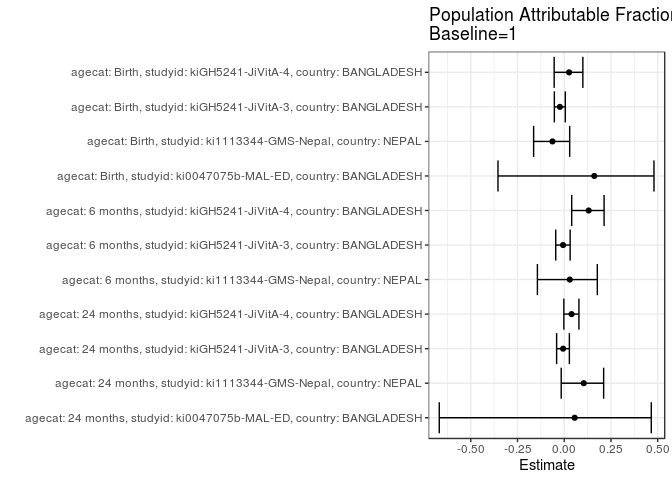 Population Attributable Fraction
Baseline=1
agecat: Birth, studyid: kiGH5241-JiVitA-4, country: BANGLADESH
agecat: Birth, studyid: kiGH5241-JiVitA-3, country: BANGLADESH
agecat: Birth, studyid: ki1113344-GMS-Nepal, country: NEPAL
agecat: Birth, studyid: ki0047075b-MAL-ED, country: BANGLADESH
agecat: 6 months, studyid: kiGH5241-JiVitA-4, country: BANGLADESH
agecat: 6 months, studyid: kiGH5241-JiVitA-3, country: BANGLADESH
agecat: 6 months, studyid: ki1113344-GMS-Nepal, country: NEPAL
agecat: 24 months, studyid: kiGH5241-JiVitA-4, country: BANGLADESH
agecat: 24 months, studyid: kiGH5241-JiVitA-3, country: BANGLADESH
agecat: 24 months, studyid: ki1113344-GMS-Nepal, country: NEPAL
agecat: 24 months, studyid: ki0047075b-MAL-ED, country: BANGLADESH
-0.50 -0.25 0.00 0.25 0.50
Estimate